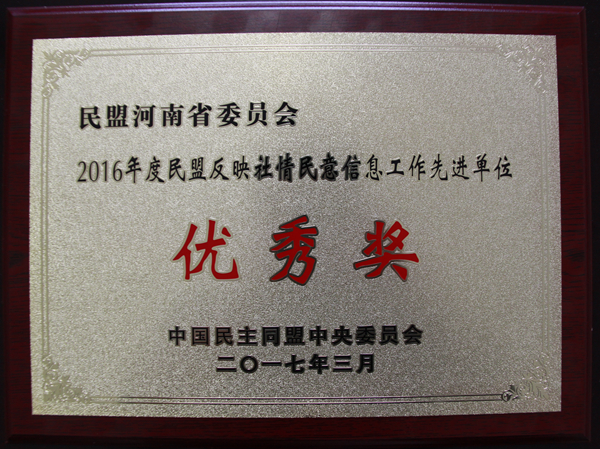 民盟河南省委员会
2016年度民盟反映社情民意信息工作先进单位
优秀奖
中国民主同盟中央委员会
二〇一七年三月